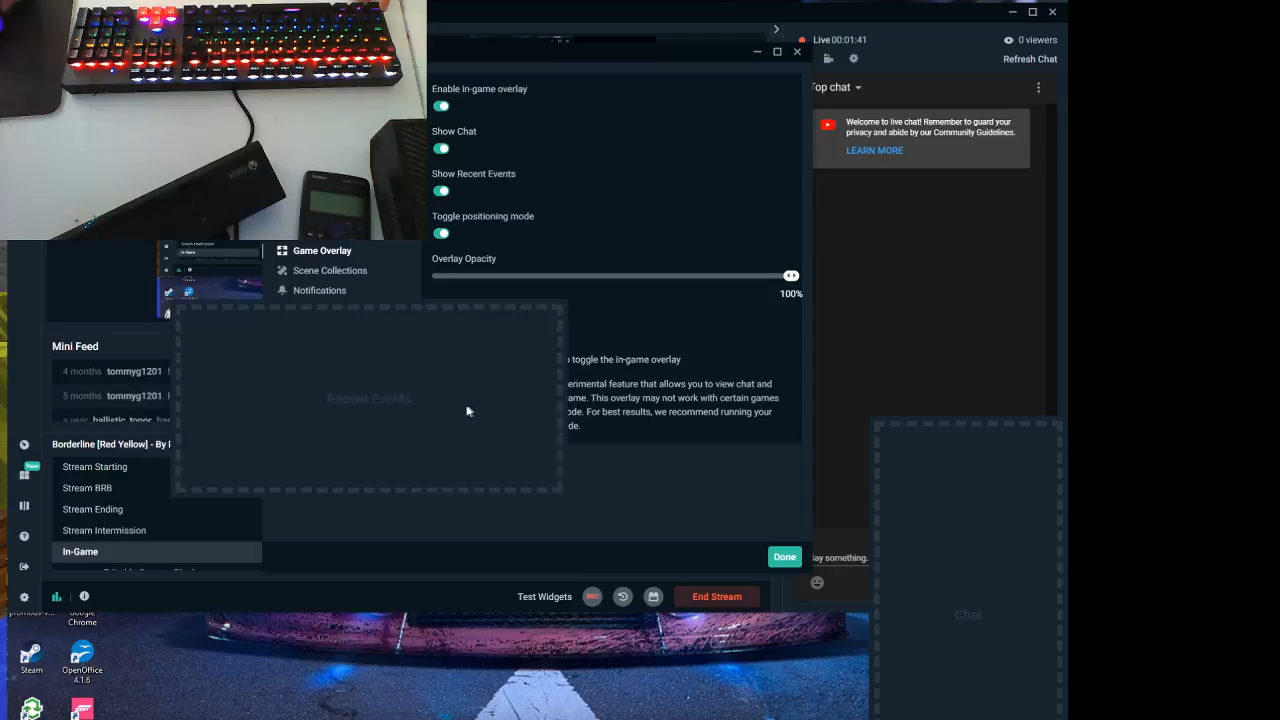 Live 00:01:41
0 viewers
Refresh Chat
Top chat
Welcome to live chat! Remember to guard your
privacy and abide by our Community Guidelines.
LEARN MORE
Enable in-game overlay
Show Chat
Show Recent Events
Toggle positioning mode
Overlay Opacity
100%
Game Overlay
Scene Collections
Notifications
to toggle the in-game overlay
erimental feature that allows you to view chat and
ame. This overlay may not work with certain games
ode. For best results, we recommend running your
de.
Recent Events
Mini Feed
4 months tommyg1201
5 months tommyg1201
a year ballistic_topor has
Borderline [Red Yellow] - By
New
Stream Starting
Stream BRB
Stream Ending
Stream Intermission
In-Game
Done
Say something.
Test Widgets
REC
End Stream
Chat
Google
Chrome
Steam
OpenOffice
4.1.6